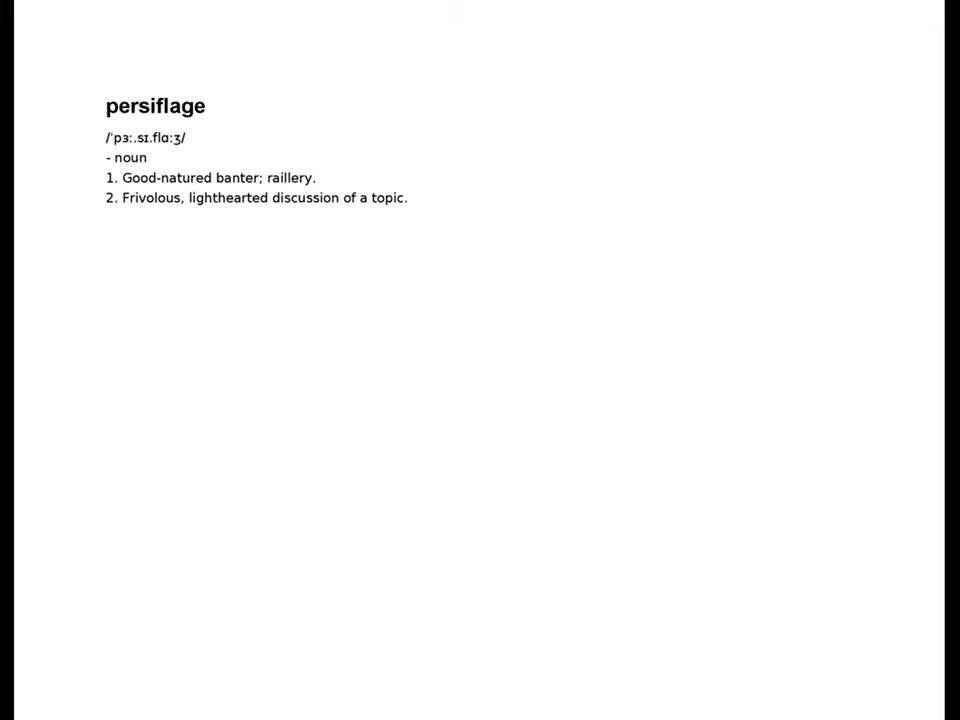 persiflage
/ˈpɜː.sɪ.flɑːʒ/
- noun
1. Good-natured banter; raillery.
2. Frivolous, lighthearted discussion of a topic.